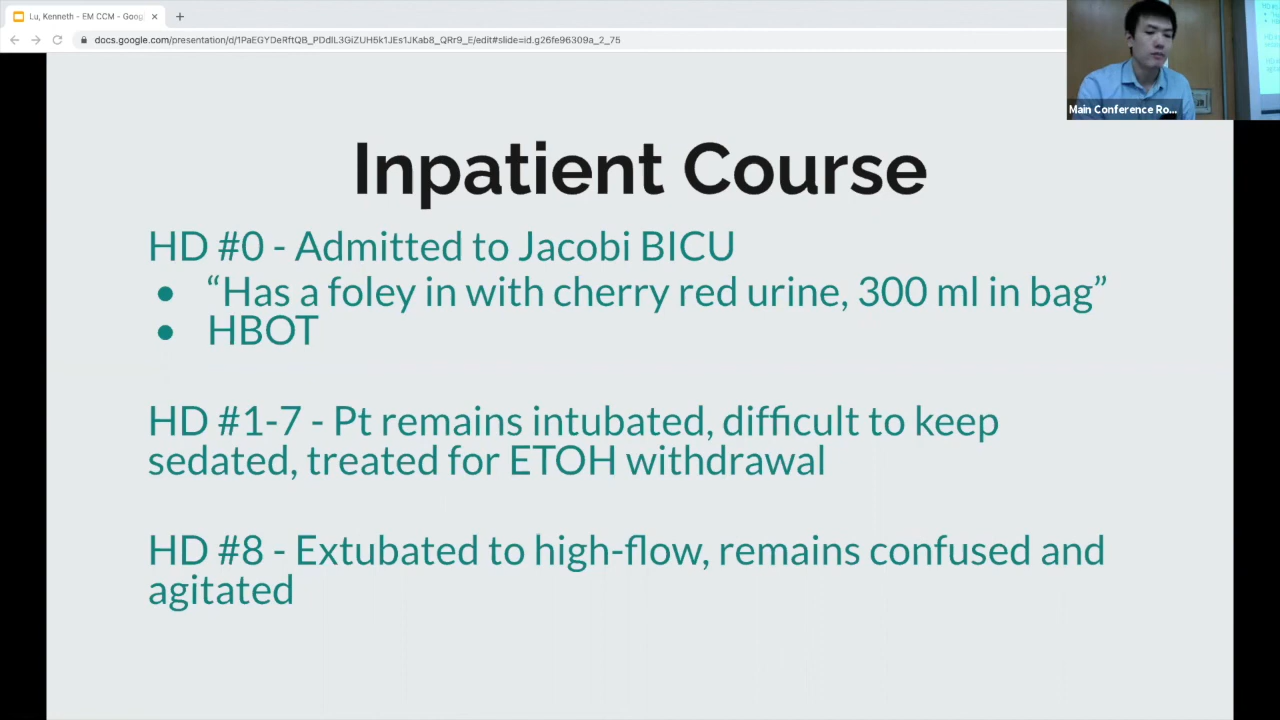 Lu, Kenneth - EM CCM - Goog
docs.google.com/presentation/d/1PaEGYDeRftQB_PDdlL3GiZUH5k1JEs1JKab8_QRr9_E/edit#slide=id.g26fe96309a_2_75
Main Conference Ro...
Inpatient Course
HD #0 - Admitted to Jacobi BICU
● “Has a foley in with cherry red urine, 300 ml in bag”
● HBOT
HD #1-7 - Pt remains intubated, difficult to keep
sedated, treated for ETOH withdrawal
HD #8 - Extubated to high-flow, remains confused and
agitated